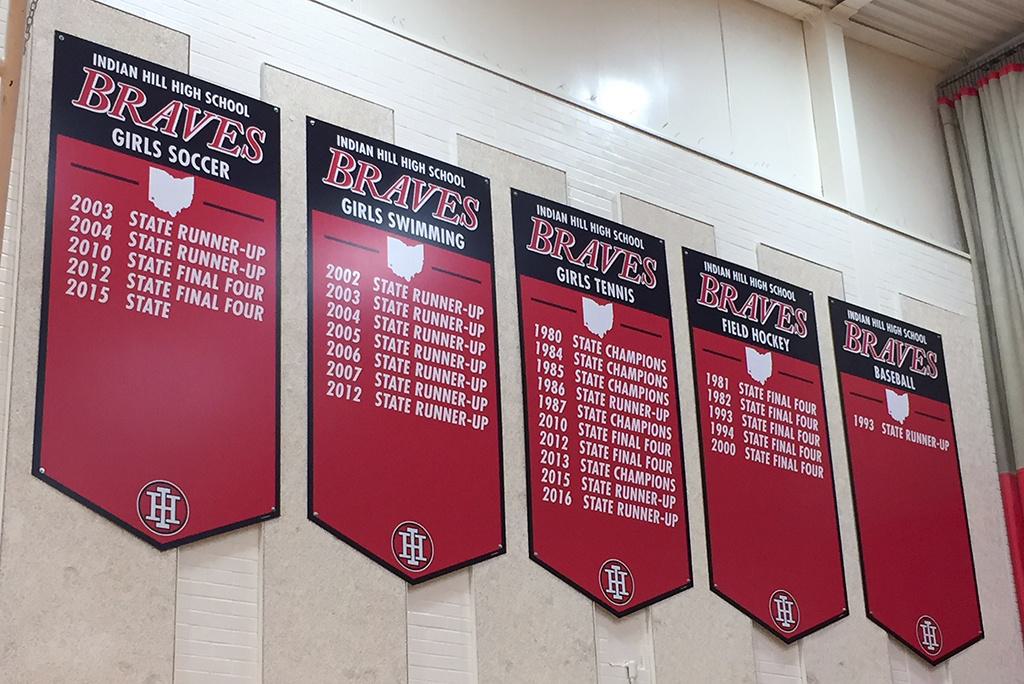 INDIAN HILL HIGH SCHOOL
BRAVES
GIRLS SOCCER
2003 STATE RUNNER-UP
2004 STATE RUNNER-UP
2010 STATE FINAL FOUR
2012 STATE FINAL FOUR
2015 STATE
IH
INDIAN HILL HIGH SCHOOL
BRAVES
GIRLS SWIMMING
2002 STATE RUNNER-UP
2003 STATE RUNNER-UP
2004 STATE RUNNER-UP
2005 STATE RUNNER-UP
2006 STATE RUNNER-UP
2007 STATE RUNNER-UP
2012 STATE RUNNER-UP
IH
INDIAN HILL HIGH SCHOOL
BRAVES
GIRLS TENNIS
1980 STATE CHAMPIONS
1984 STATE CHAMPIONS
1985 STATE CHAMPIONS
1986 STATE RUNNER-UP
1987 STATE CHAMPIONS
2010 STATE FINAL FOUR
2012 STATE FINAL FOUR
2013 STATE CHAMPIONS
2015 STATE RUNNER-UP
2016 STATE RUNNER-UP
IH
INDIAN HILL HIGH SCHOOL
BRAVES
FIELD HOCKEY
1981 STATE FINAL FOUR
1982 STATE FINAL FOUR
1993 STATE FINAL FOUR
1994 STATE FINAL FOUR
2000 STATE FINAL FOUR
IH
INDIAN HILL HIGH SCHOOL
BRAVES
BASEBALL
1993 STATE RUNNER-UP
IH